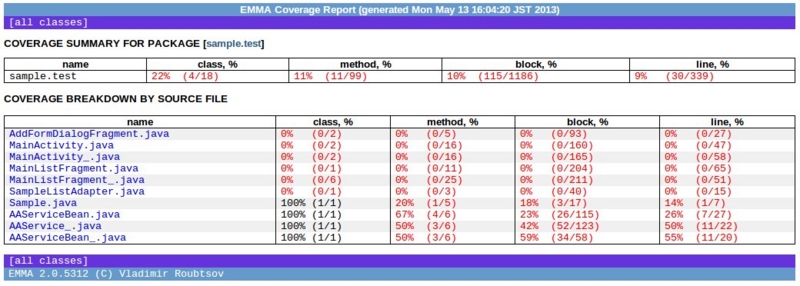 EMMA Coverage Report (generated Mon May 13 16:04:20 JST 2013)
[all classes]
COVERAGE SUMMARY FOR PACKAGE [sample.test]
name class, % method, % block, % line, %
sample.test 22% (4/18) 11% (11/99) 10% (115/1186) 9% (30/339)
COVERAGE BREAKDOWN BY SOURCE FILE
name class, % method, % block, % line, %
AddFormDialogFragment.java 0% (0/2) 0% (0/5) 0% (0/93) 0% (0/27)
MainActivity.java 0% (0/2) 0% (0/16) 0% (0/160) 0% (0/47)
MainActivity_.java 0% (0/2) 0% (0/16) 0% (0/165) 0% (0/58)
MainListFragment.java 0% (0/1) 0% (0/11) 0% (0/204) 0% (0/65)
MainListFragment_.java 0% (0/6) 0% (0/25) 0% (0/211) 0% (0/51)
SampleListAdapter.java 0% (0/1) 0% (0/3) 0% (0/40) 0% (0/15)
Sample.java 100% (1/1) 20% (1/5) 18% (3/17) 14% (1/7)
AAServiceBean.java 100% (1/1) 67% (4/6) 23% (26/115) 26% (7/27)
AAService_.java 100% (1/1) 50% (3/6) 42% (52/123) 50% (11/22)
AAServiceBean_.java 100% (1/1) 50% (3/6) 59% (34/58) 55% (11/20)
[all classes]
EMMA 2.0.5312 (C) Vladimir Roubtsov